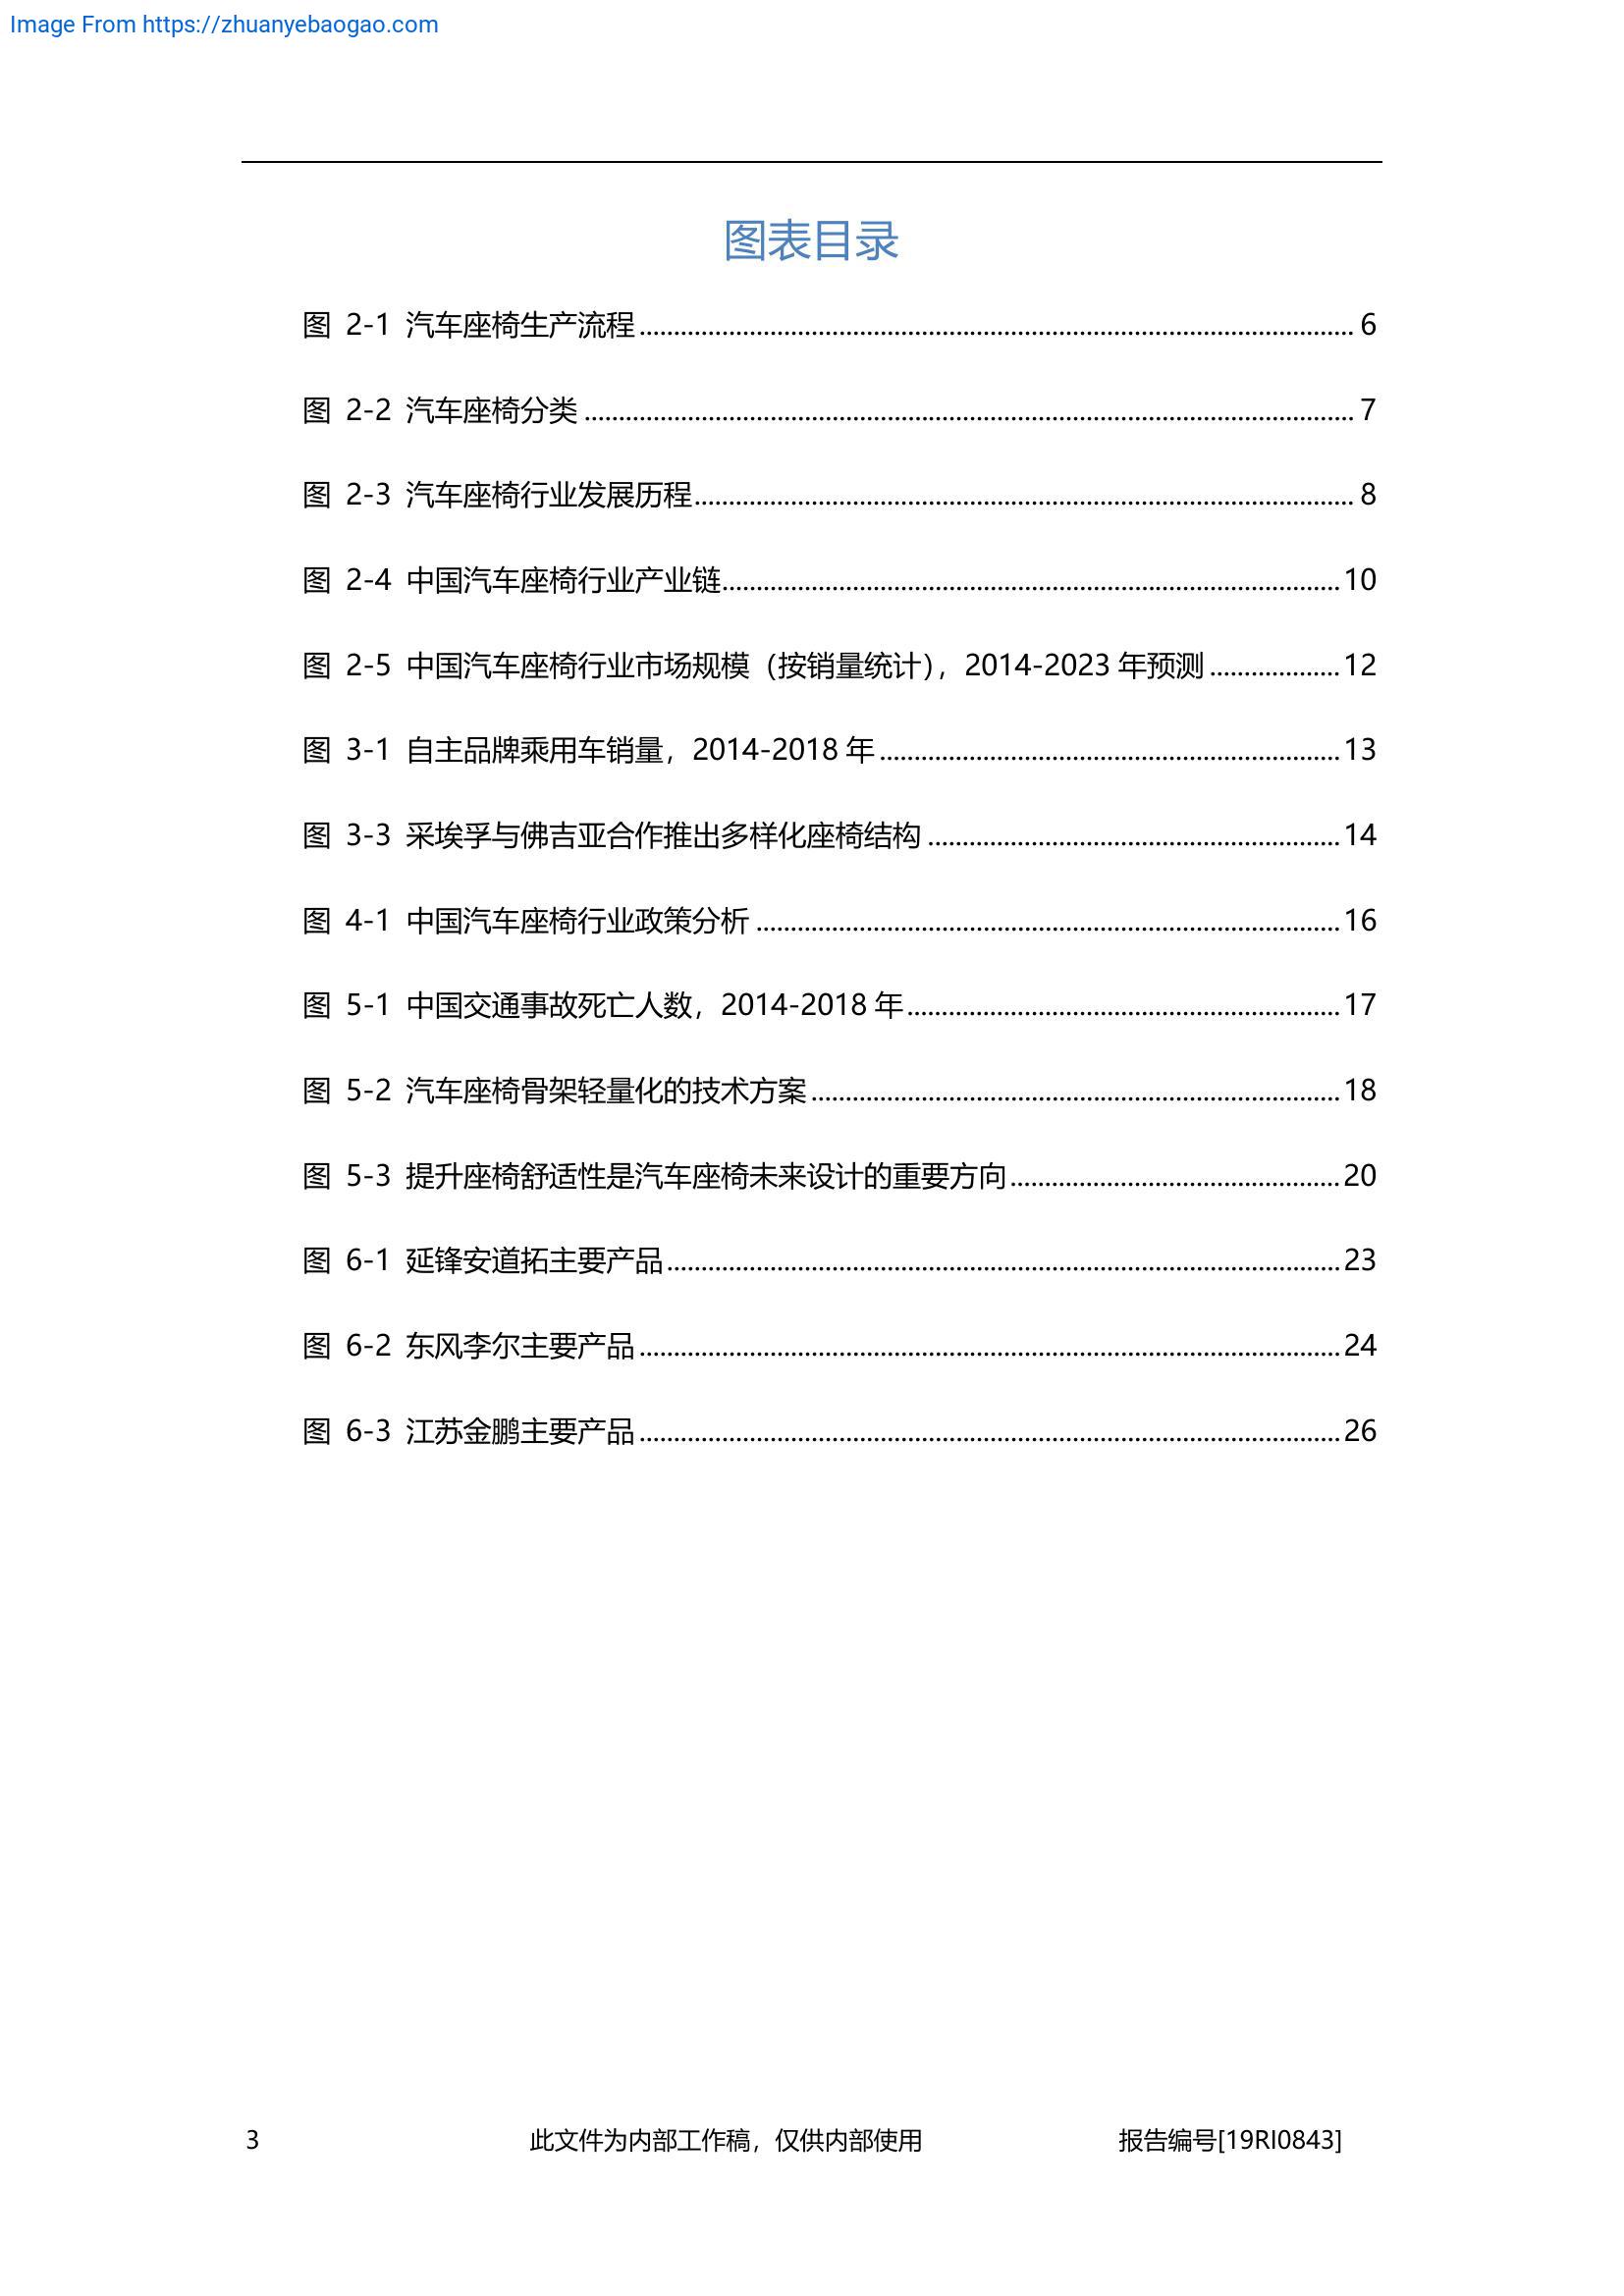 Image From https://zhuanyebaogao.com
图表目录
图 2-1 汽车座椅生产流程 6
图 2-2 汽车座椅分类 7
图 2-3 汽车座椅行业发展历程 8
图 2-4 中国汽车座椅行业产业链 10
图 2-5 中国汽车座椅行业市场规模（按销量统计），2014-2023 年预测 12
图 3-1 自主品牌乘用车销量，2014-2018 年 13
图 3-3 采埃孚与佛吉亚合作推出多样化座椅结构 14
图 4-1 中国汽车座椅行业政策分析 16
图 5-1 中国交通事故死亡人数，2014-2018 年 17
图 5-2 汽车座椅骨架轻量化的技术方案 18
图 5-3 提升座椅舒适性是汽车座椅未来设计的重要方向 20
图 6-1 延锋安道拓主要产品 23
图 6-2 东风李尔主要产品 24
图 6-3 江苏金鹏主要产品 26
3 此文件为内部工作稿，仅供内部使用 报告编号[19RI0843]